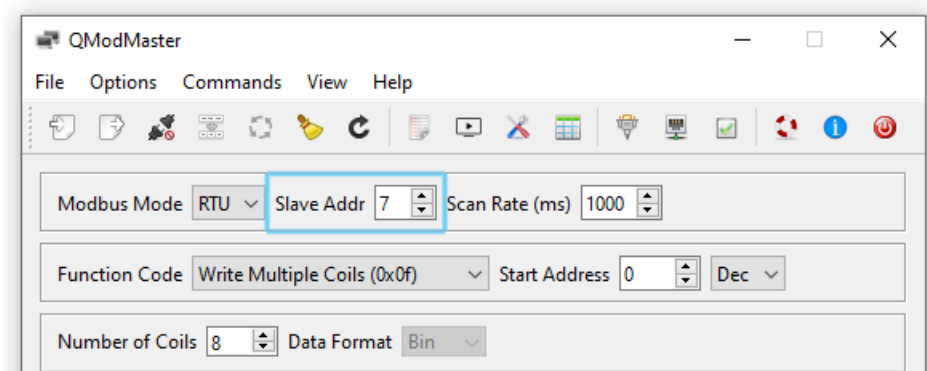 QModMaster
File Options Commands View Help
Modbus Mode RTU Slave Addr 7 Scan Rate (ms) 1000
Function Code Write Multiple Coils (0x0f) Start Address 0 Dec
Number of Coils 8 Data Format Bin